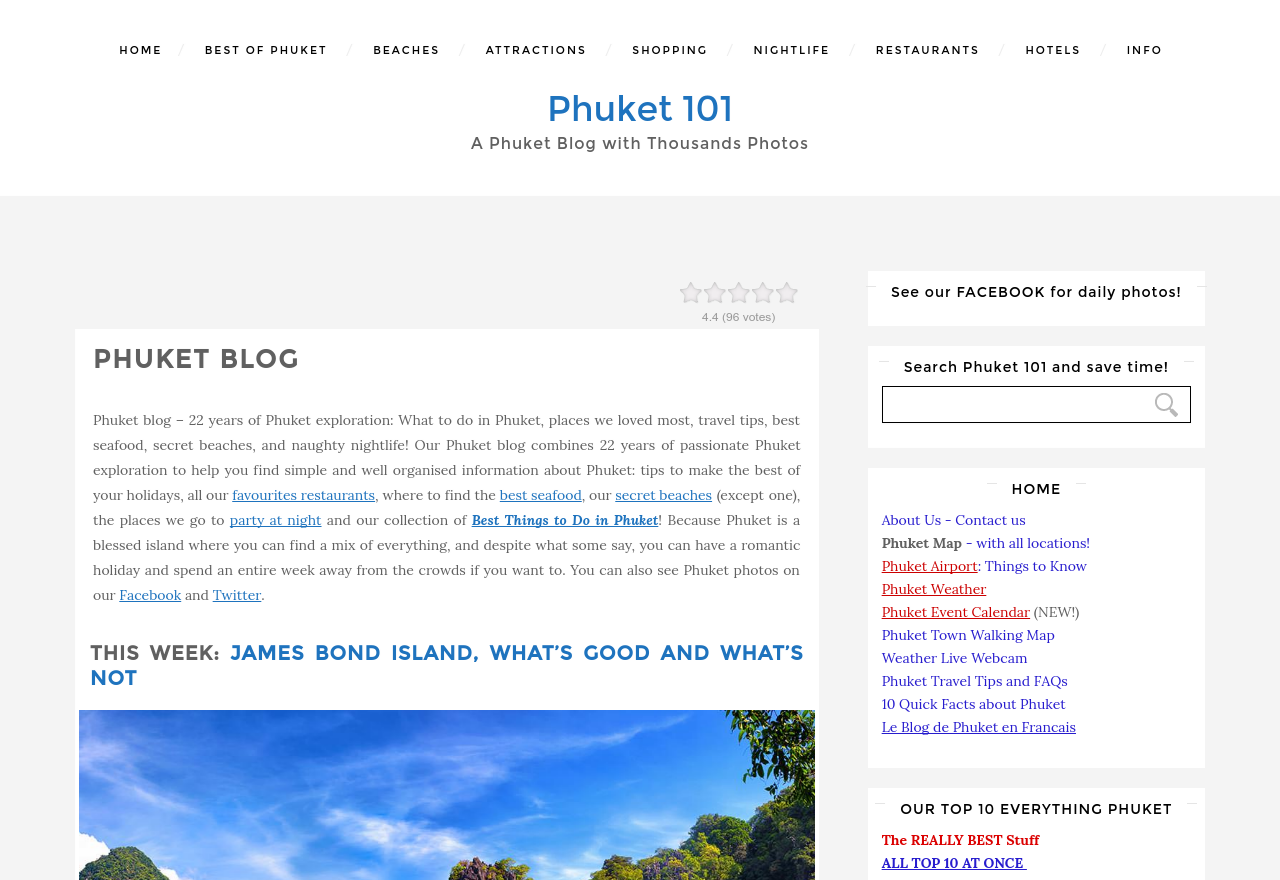 HOME / BEST OF PHUKET / BEACHES / ATTRACTIONS / SHOPPING / NIGHTLIFE / RESTAURANTS / HOTELS / INFO
Phuket 101
A Phuket Blog with Thousands Photos
4.4 (96 votes)
PHUKET BLOG
Phuket blog – 22 years of Phuket exploration: What to do in Phuket, places we loved most, travel tips, best
seafood, secret beaches, and naughty nightlife! Our Phuket blog combines 22 years of passionate Phuket
exploration to help you find simple and well organised information about Phuket: tips to make the best of
your holidays, all our favourites restaurants, where to find the best seafood, our secret beaches (except one),
the places we go to party at night and our collection of Best Things to Do in Phuket! Because Phuket is a
blessed island where you can find a mix of everything, and despite what some say, you can have a romantic
holiday and spend an entire week away from the crowds if you want to. You can also see Phuket photos on
our Facebook and Twitter.
THIS WEEK: JAMES BOND ISLAND, WHAT'S GOOD AND WHAT'S
NOT
See our FACEBOOK for daily photos!
Search Phuket 101 and save time!
HOME
About Us - Contact us
Phuket Map - with all locations!
Phuket Airport: Things to Know
Phuket Weather
Phuket Event Calendar (NEW!)
Phuket Town Walking Map
Weather Live Webcam
Phuket Travel Tips and FAQs
10 Quick Facts about Phuket
Le Blog de Phuket en Francais
OUR TOP 10 EVERYTHING PHUKET
The REALLY BEST Stuff
ALL TOP 10 AT ONCE